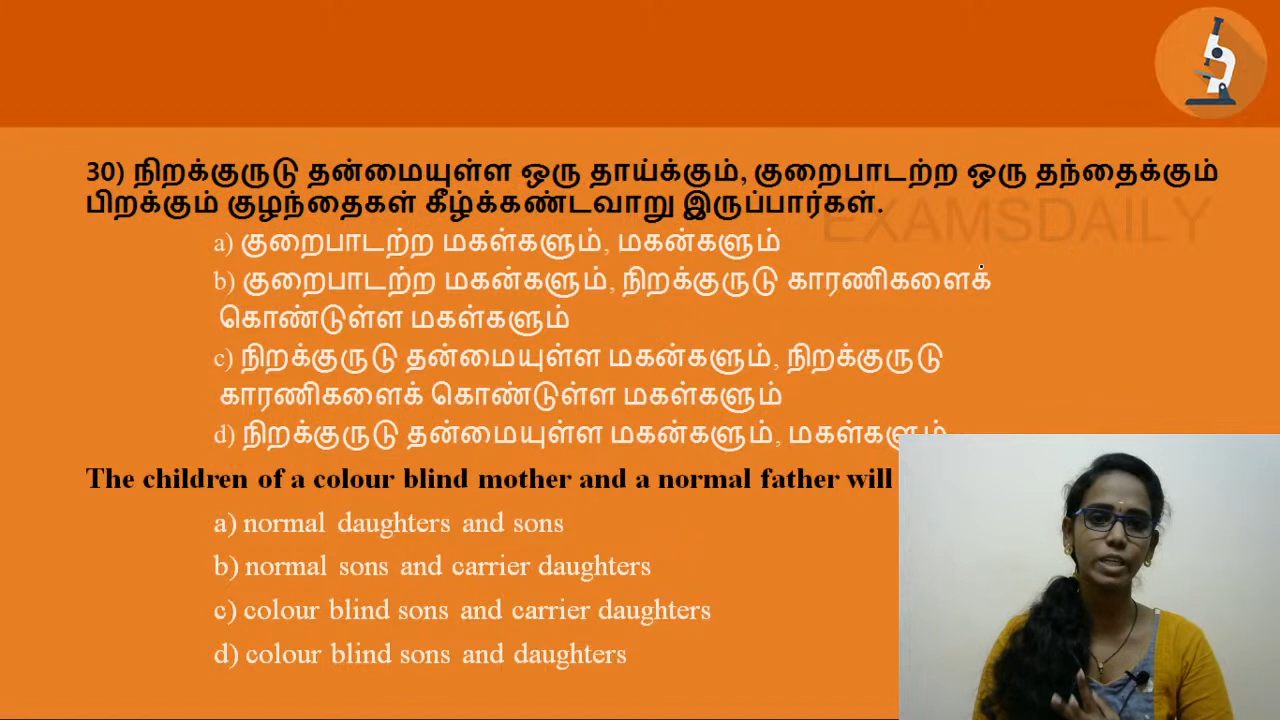 30) நிறக்குருடு தன்மையுள்ள ஒரு தாய்க்கும், குறைபாடற்ற ஒரு தந்தைக்கும்
பிறக்கும் குழந்தைகள் கீழ்க்கண்டவாறு இருப்பார்கள்.
EXAMSDAILY
a) குறைபாடற்ற மகள்களும், மகன்களும்
b) குறைபாடற்ற மகன்களும், நிறக்குருடு காரணிகளைக்
கொண்டுள்ள மகள்களும்
c) நிறக்குருடு தன்மையுள்ள மகன்களும், நிறக்குருடு
காரணிகளைக் கொண்டுள்ள மகள்களும்
d) நிறக்குருடு தன்மையுள்ள மகன்களும், மகள்களும்
The children of a colour blind mother and a normal father will
a) normal daughters and sons
b) normal sons and carrier daughters
c) colour blind sons and carrier daughters
d) colour blind sons and daughters